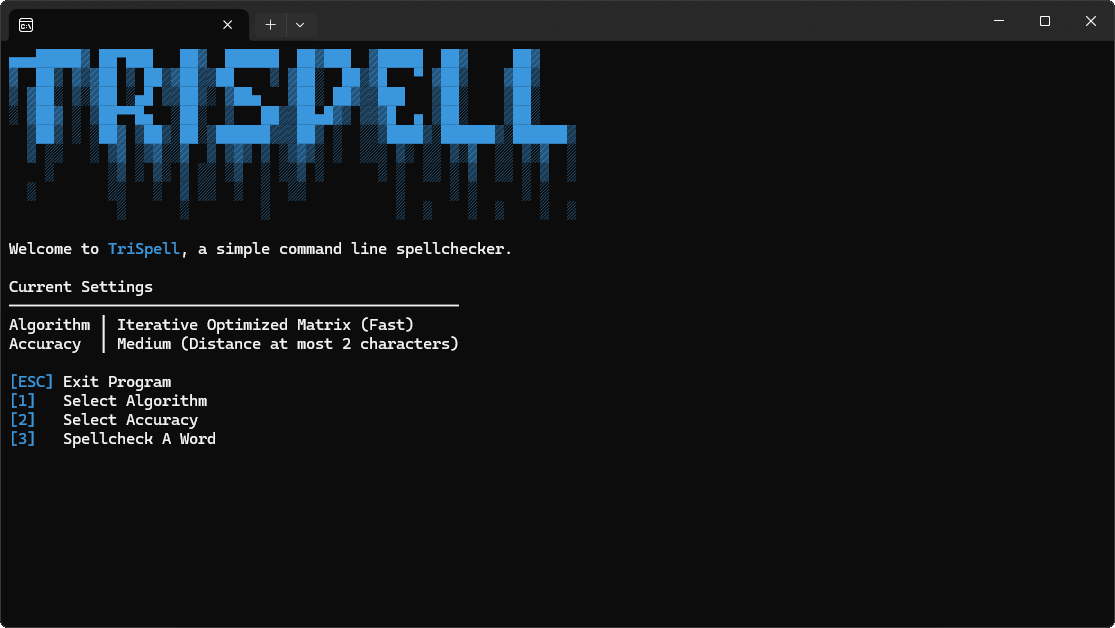 TRISPELL
Welcome to TriSpell, a simple command line spellchecker.
Current Settings
Algorithm | Iterative Optimized Matrix (Fast)
Accuracy | Medium (Distance at most 2 characters)
[ESC] Exit Program
[1] Select Algorithm
[2] Select Accuracy
[3] Spellcheck A Word